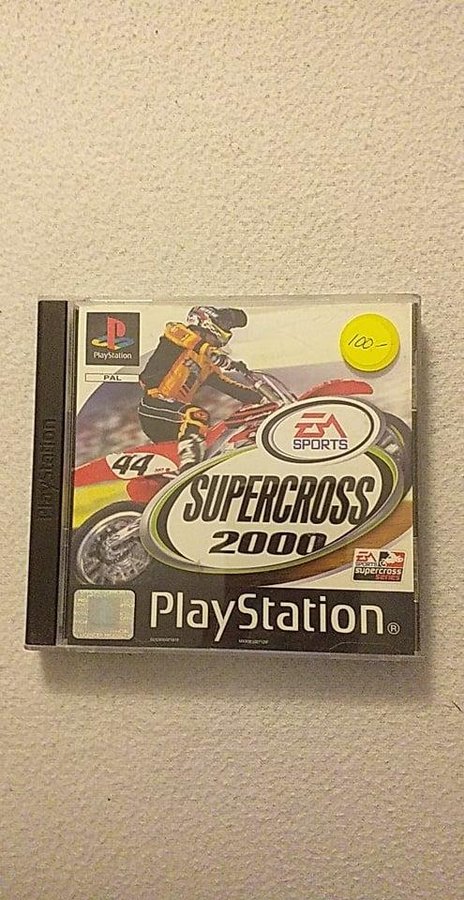 PlayStation
PAL
100-
PlayStation
44
EA
SPORTS
SUPERCROSS
2000
EA
SPORTS
supercross
series
PlayStation®